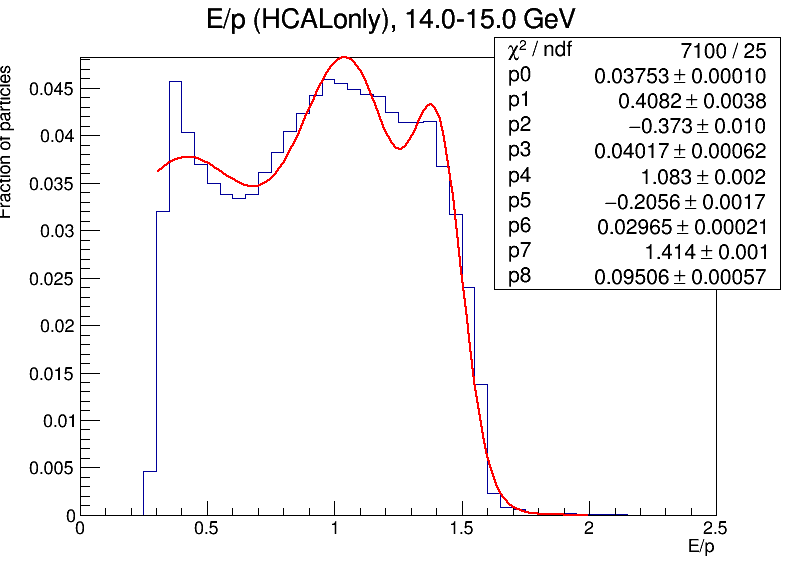 E/p (HCALonly), 14.0-15.0 GeV
χ² / ndf 7100 / 25
p0 0.03753 ± 0.00010
p1 0.4082 ± 0.0038
p2 −0.373 ± 0.010
p3 0.04017 ± 0.00062
p4 1.083 ± 0.002
p5 −0.2056 ± 0.0017
p6 0.02965 ± 0.00021
p7 1.414 ± 0.001
p8 0.09506 ± 0.00057
Fraction of particles
0.045
0.04
0.035
0.03
0.025
0.02
0.015
0.01
0.005
0
0 0.5 1 1.5 2 2.5
E/p